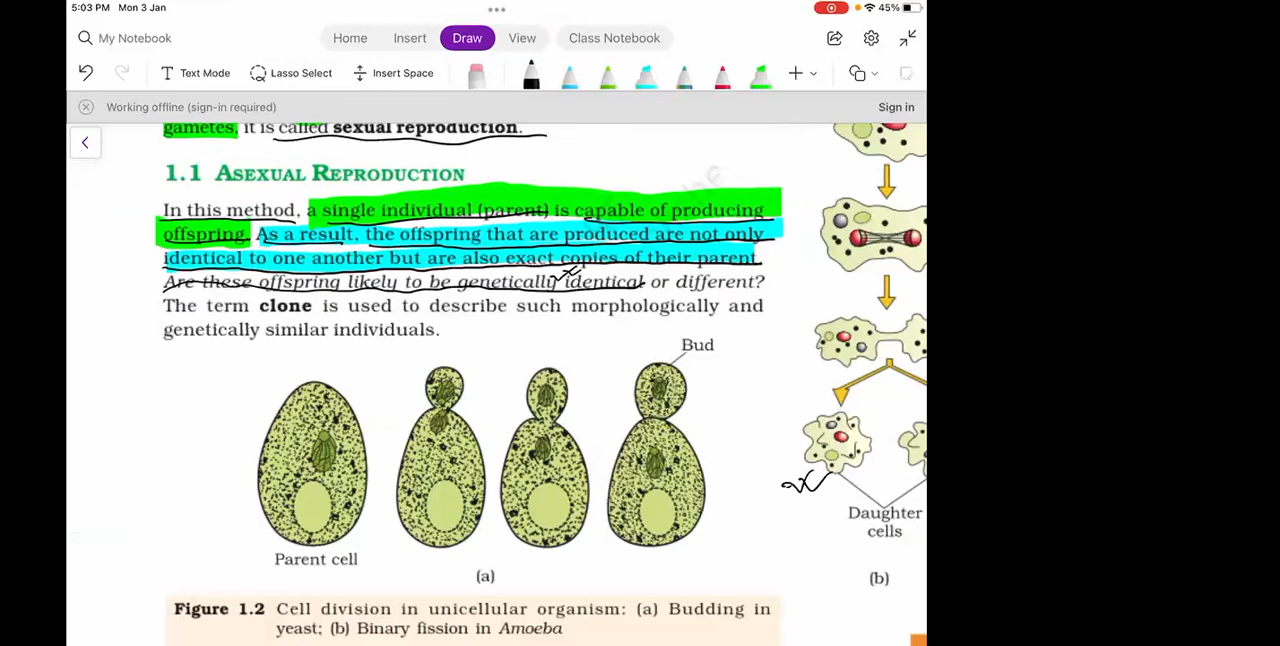 5:03 PM Mon 3 Jan
45%
My Notebook
Home Insert Draw View Class Notebook
Text Mode Lasso Select Insert Space
Working offline (sign-in required) Sign in
gametes, it is called sexual reproduction.
1.1 ASEXUAL REPRODUCTION
In this method, a single individual (parent) is capable of producing
offspring. As a result, the offspring that are produced are not only
identical to one another but are also exact copies of their parent.
Are these offspring likely to be genetically identical or different?
The term clone is used to describe such morphologically and
genetically similar individuals.
Bud
Parent cell
(a)
Daughter
cells
(b)
Figure 1.2 Cell division in unicellular organism: (a) Budding in
yeast; (b) Binary fission in Amoeba